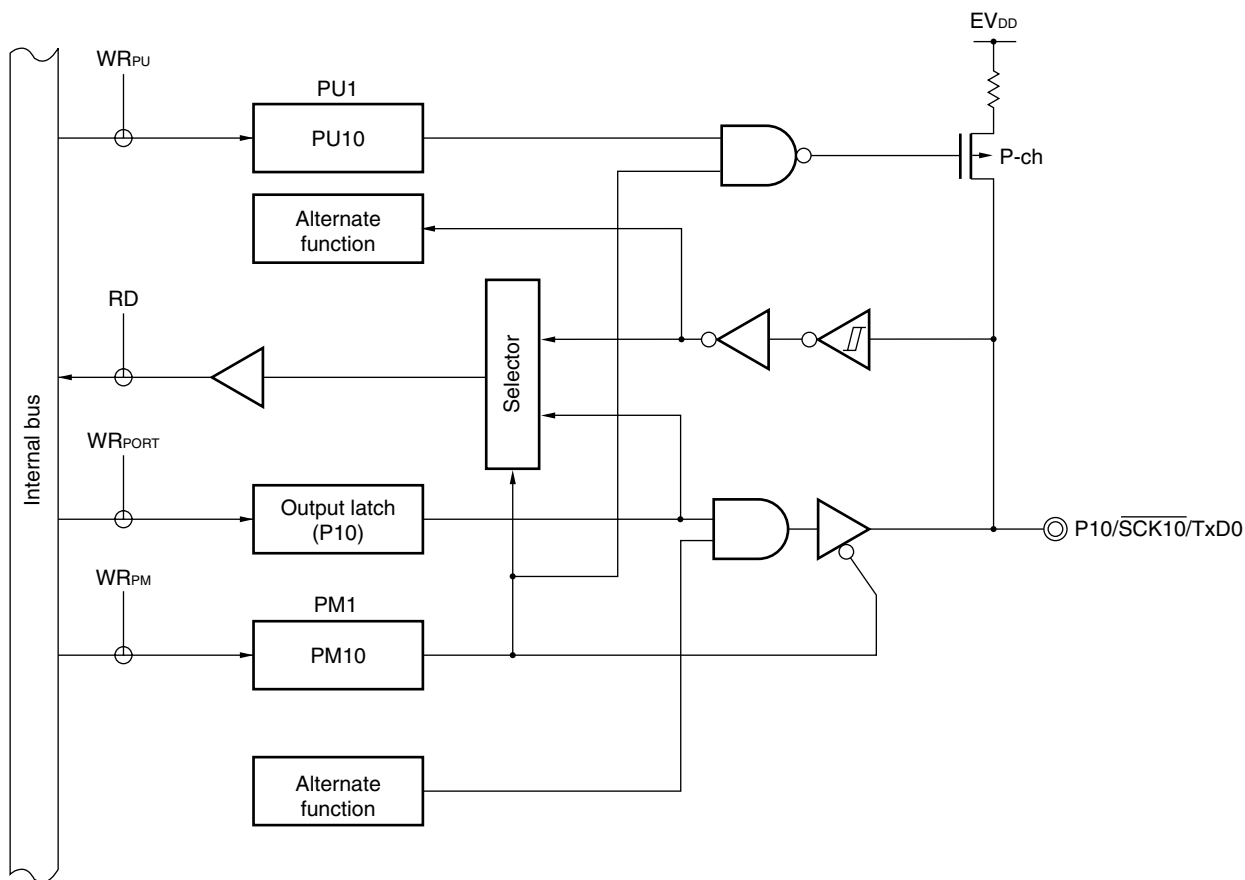 EVDD
WRPU
PU1
PU10
P-ch
Alternate
function
RD
Selector
Internal bus
WRPORT
Output latch
(P10)
P10/SCK10/TxD0
WRPM
PM1
PM10
Alternate
function